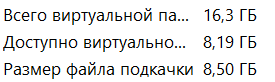 Всего виртуальной па... 16,3 ГБ
Доступно виртуально... 8,19 ГБ
Размер файла подкачки 8,50 ГБ